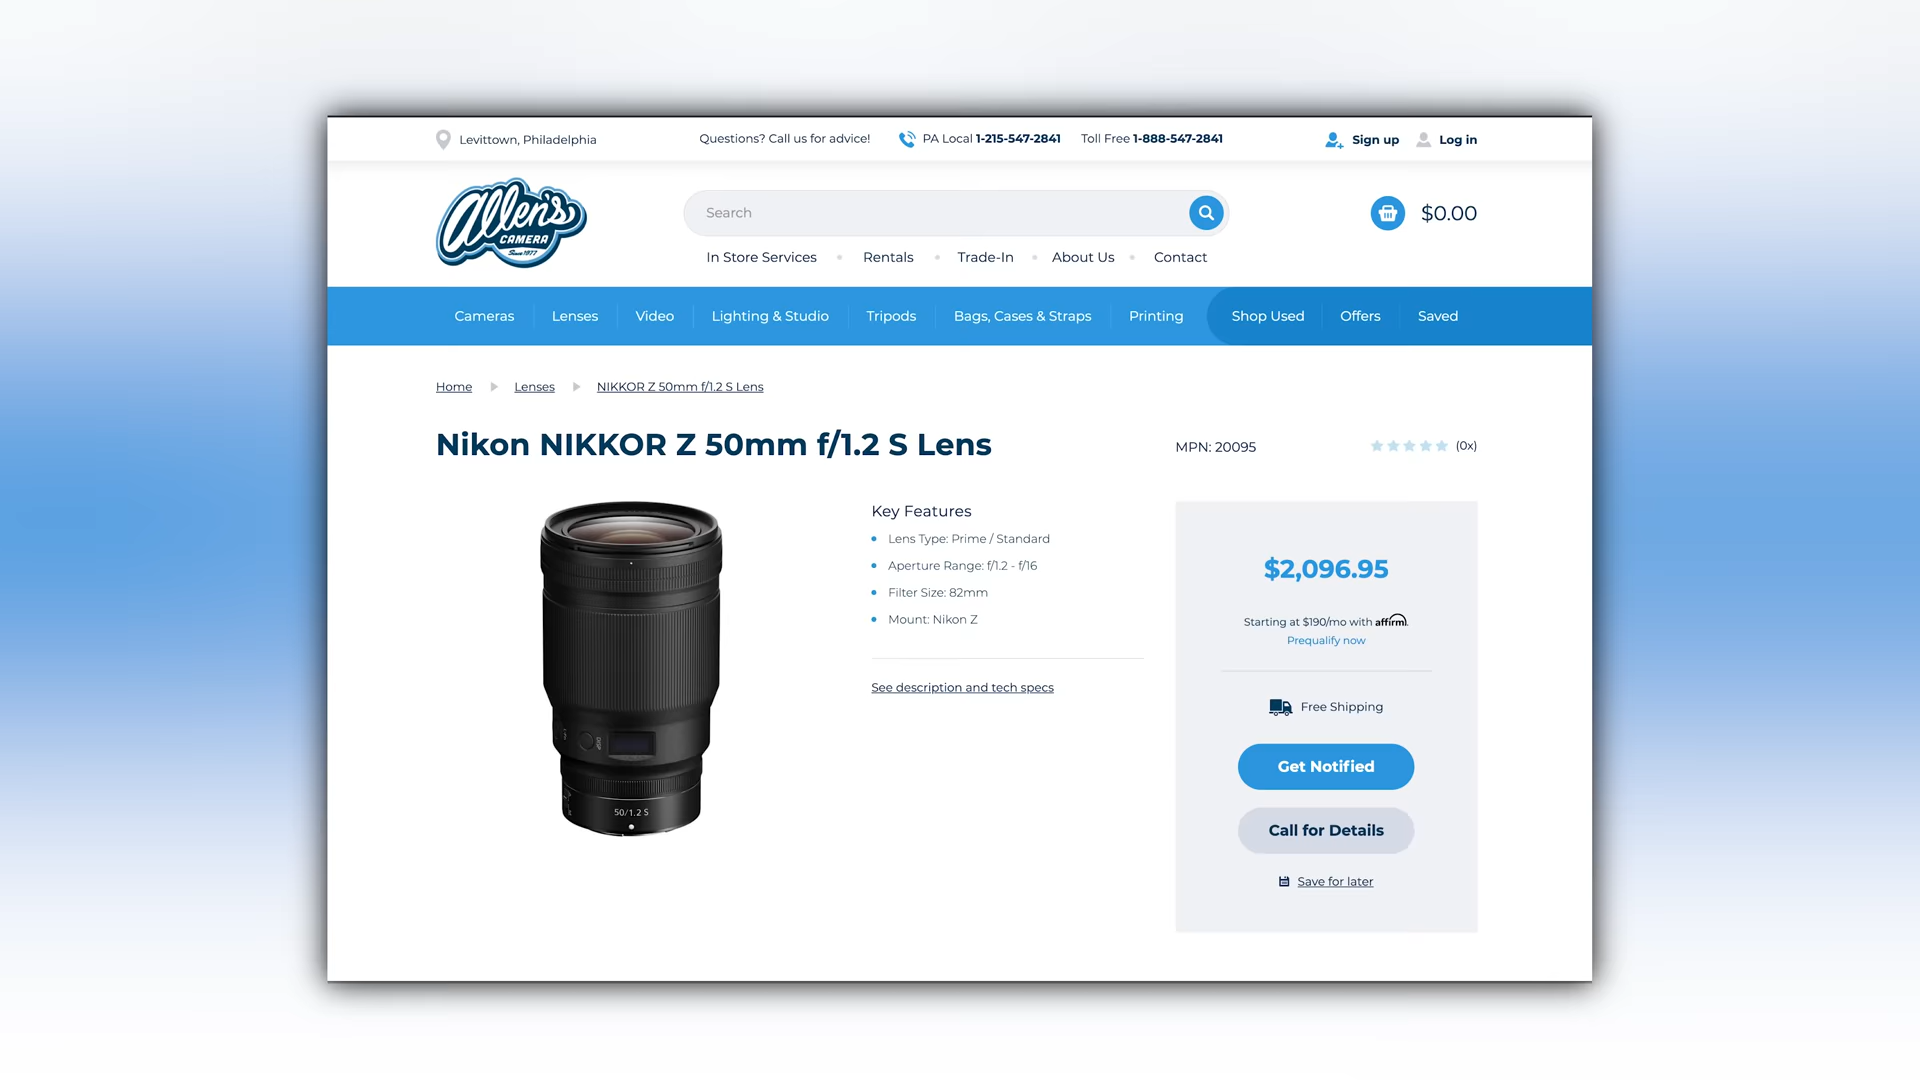 Levittown, Philadelphia
Questions? Call us for advice!
PA Local 1-215-547-2841
Toll Free 1-888-547-2841
Sign up
Log in
Allen's
CAMERA
Since 1977
Search
$0.00
In Store Services
Rentals
Trade-In
About Us
Contact
Cameras
Lenses
Video
Lighting & Studio
Tripods
Bags, Cases & Straps
Printing
Shop Used
Offers
Saved
Home
Lenses
NIKKOR Z 50mm f/1.2 S Lens
Nikon NIKKOR Z 50mm f/1.2 S Lens
MPN: 20095
(0x)
Key Features
Lens Type: Prime / Standard
Aperture Range: f/1.2 - f/16
Filter Size: 82mm
Mount: Nikon Z
See description and tech specs
DISP
50/1.2 S
$2,096.95
Starting at $190/mo with affirm.
Prequalify now
Free Shipping
Get Notified
Call for Details
Save for later